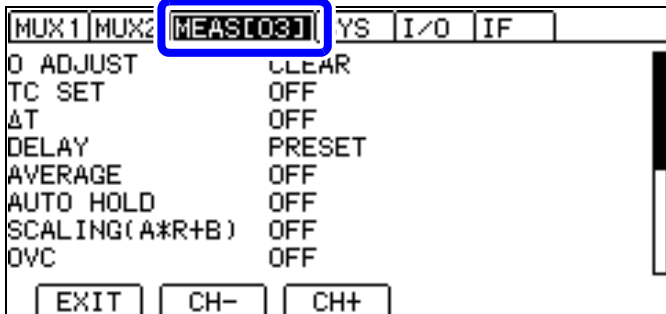 MUX1 MUX2 MEAS[03] YS I/O IF
0 ADJUST CLEAR
TC SET OFF
ΔT OFF
DELAY PRESET
AVERAGE OFF
AUTO HOLD OFF
SCALING(A*R+B) OFF
OVC OFF
EXIT CH- CH+